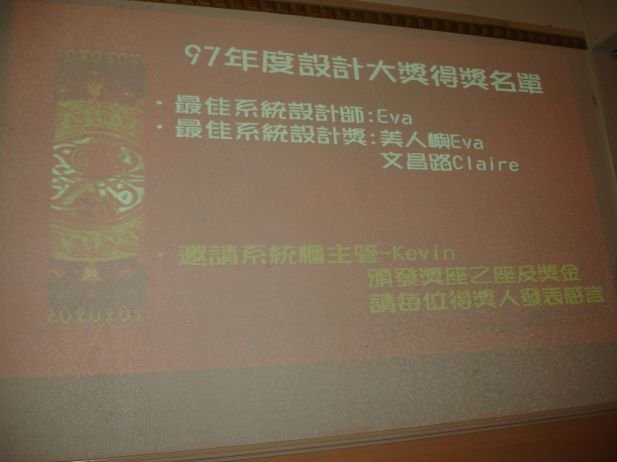 97年度設計大獎得獎名單
・最佳系統設計師:Eva
・最佳系統設計獎:美人嶼Eva
文昌路Claire
・邀請系統櫃主管-Kevin
頒發獎座乙座及獎金
請每位得獎人發表感言